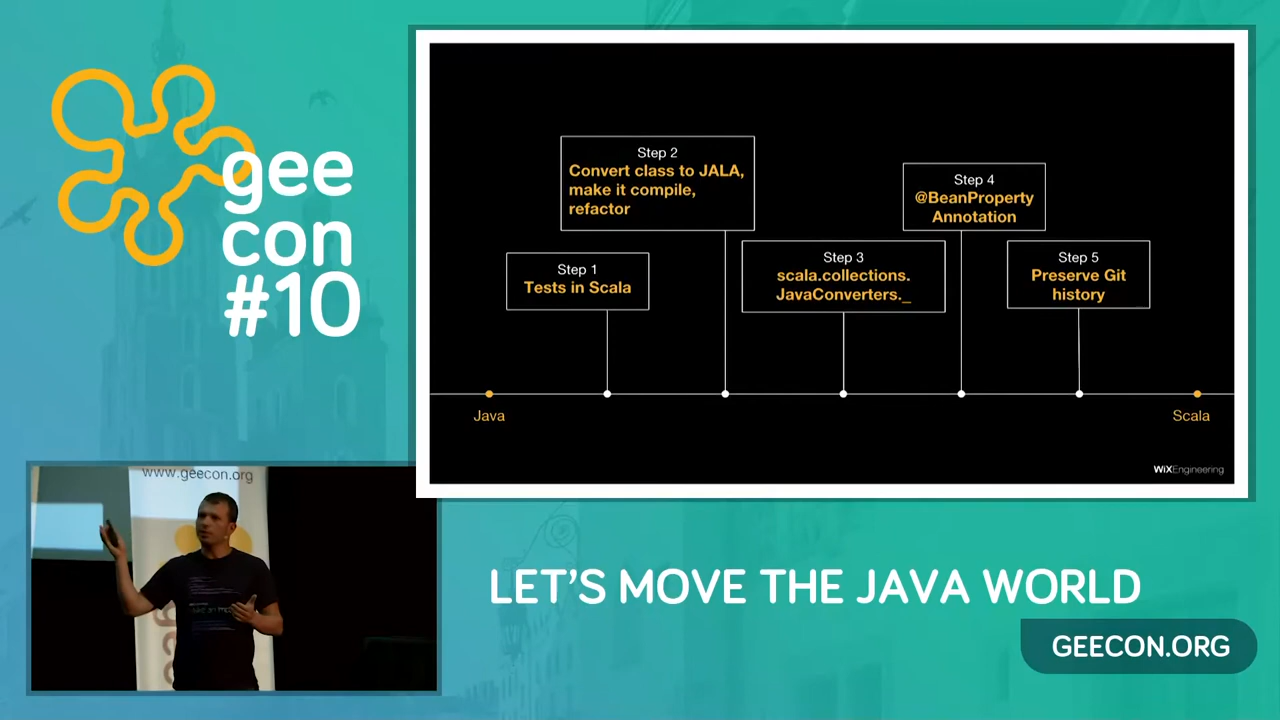 gee
con
#10
Step 2
Convert class to JALA,
make it compile,
refactor
Step 4
@BeanProperty
Annotation
Step 1
Tests in Scala
Step 3
scala.collections.
JavaConverters._
Step 5
Preserve Git
history
Java
Scala
WiXEngineering
www.geecon.org
LET'S MOVE THE JAVA WORLD
GEECON.ORG